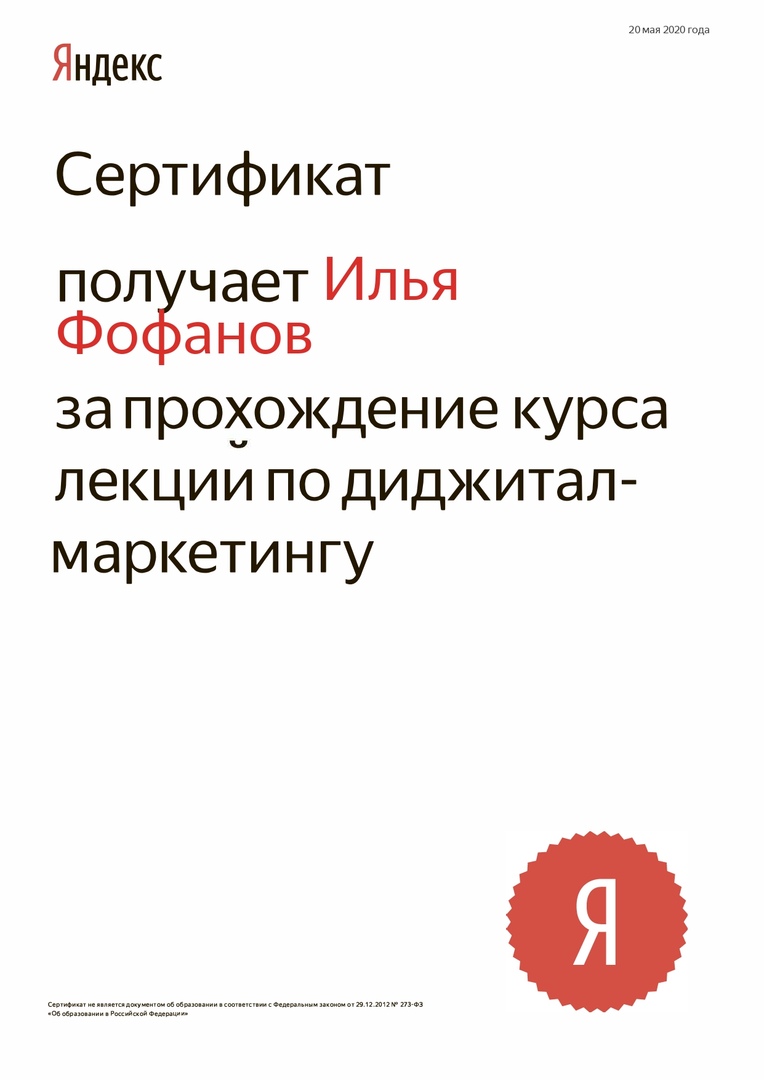 20 мая 2020 года
Яндекс
Сертификат
получает Илья
Фофанов
за прохождение курса
лекций по диджитал-
маркетингу
Я
Сертификат не является документом об образовании в соответствии с Федеральным законом от 29.12.2012 № 273-ФЗ
«Об образовании в Российской Федерации»